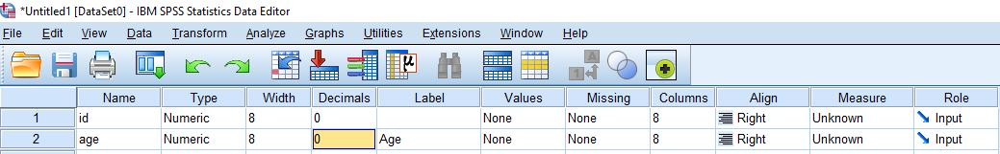 *Untitled1 [DataSet0] - IBM SPSS Statistics Data Editor
File Edit View Data Transform Analyze Graphs Utilities Extensions Window Help
Name Type Width Decimals Label Values Missing Columns Align Measure Role
1 id Numeric 8 0 None None 8 Right Unknown Input
2 age Numeric 8 0 Age None None 8 Right Unknown Input